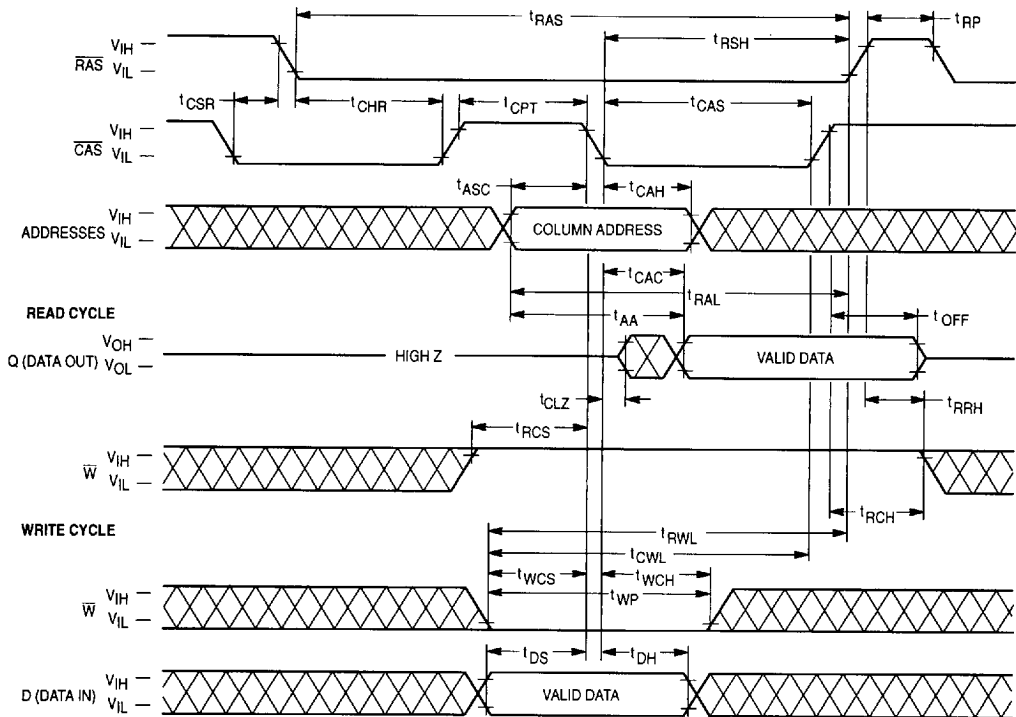 tRAS
tRP
tRSH
VIH
RAS
VIL
tCSR
tCHR
tCPT
tCAS
VIH
CAS
VIL
tASC
tCAH
VIH
ADDRESSES
VIL
COLUMN ADDRESS
tCAC
tRAL
READ CYCLE
tAA
tOFF
VOH
Q (DATA OUT)
VOL
HIGH Z
VALID DATA
tCLZ
tRRH
tRCS
VIH
W
VIL
tRCH
WRITE CYCLE
tRWL
tCWL
tWCS
tWCH
tWP
VIH
W
VIL
tDS
tDH
VIH
D (DATA IN)
VIL
VALID DATA